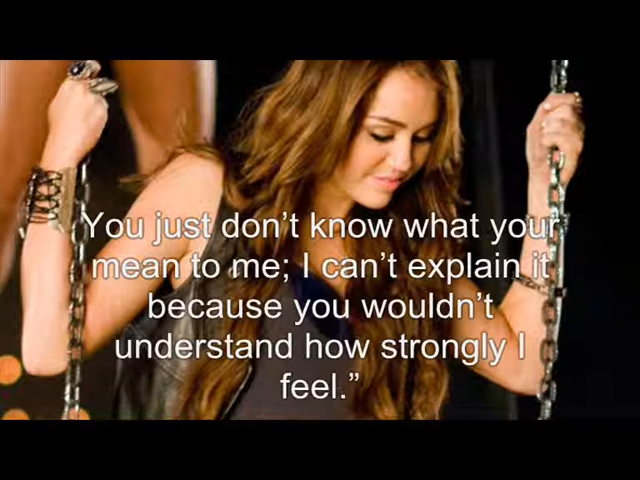 You just don’t know what your
mean to me; I can’t explain it
because you wouldn’t
understand how strongly I
feel.”